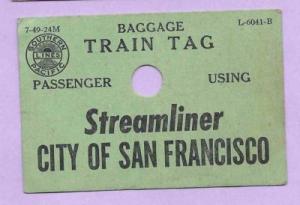 7-49-24M BAGGAGE L-6041-B
TRAIN TAG
SOUTHERN
LINES
PACIFIC
PASSENGER USING
Streamliner
CITY OF SAN FRANCISCO